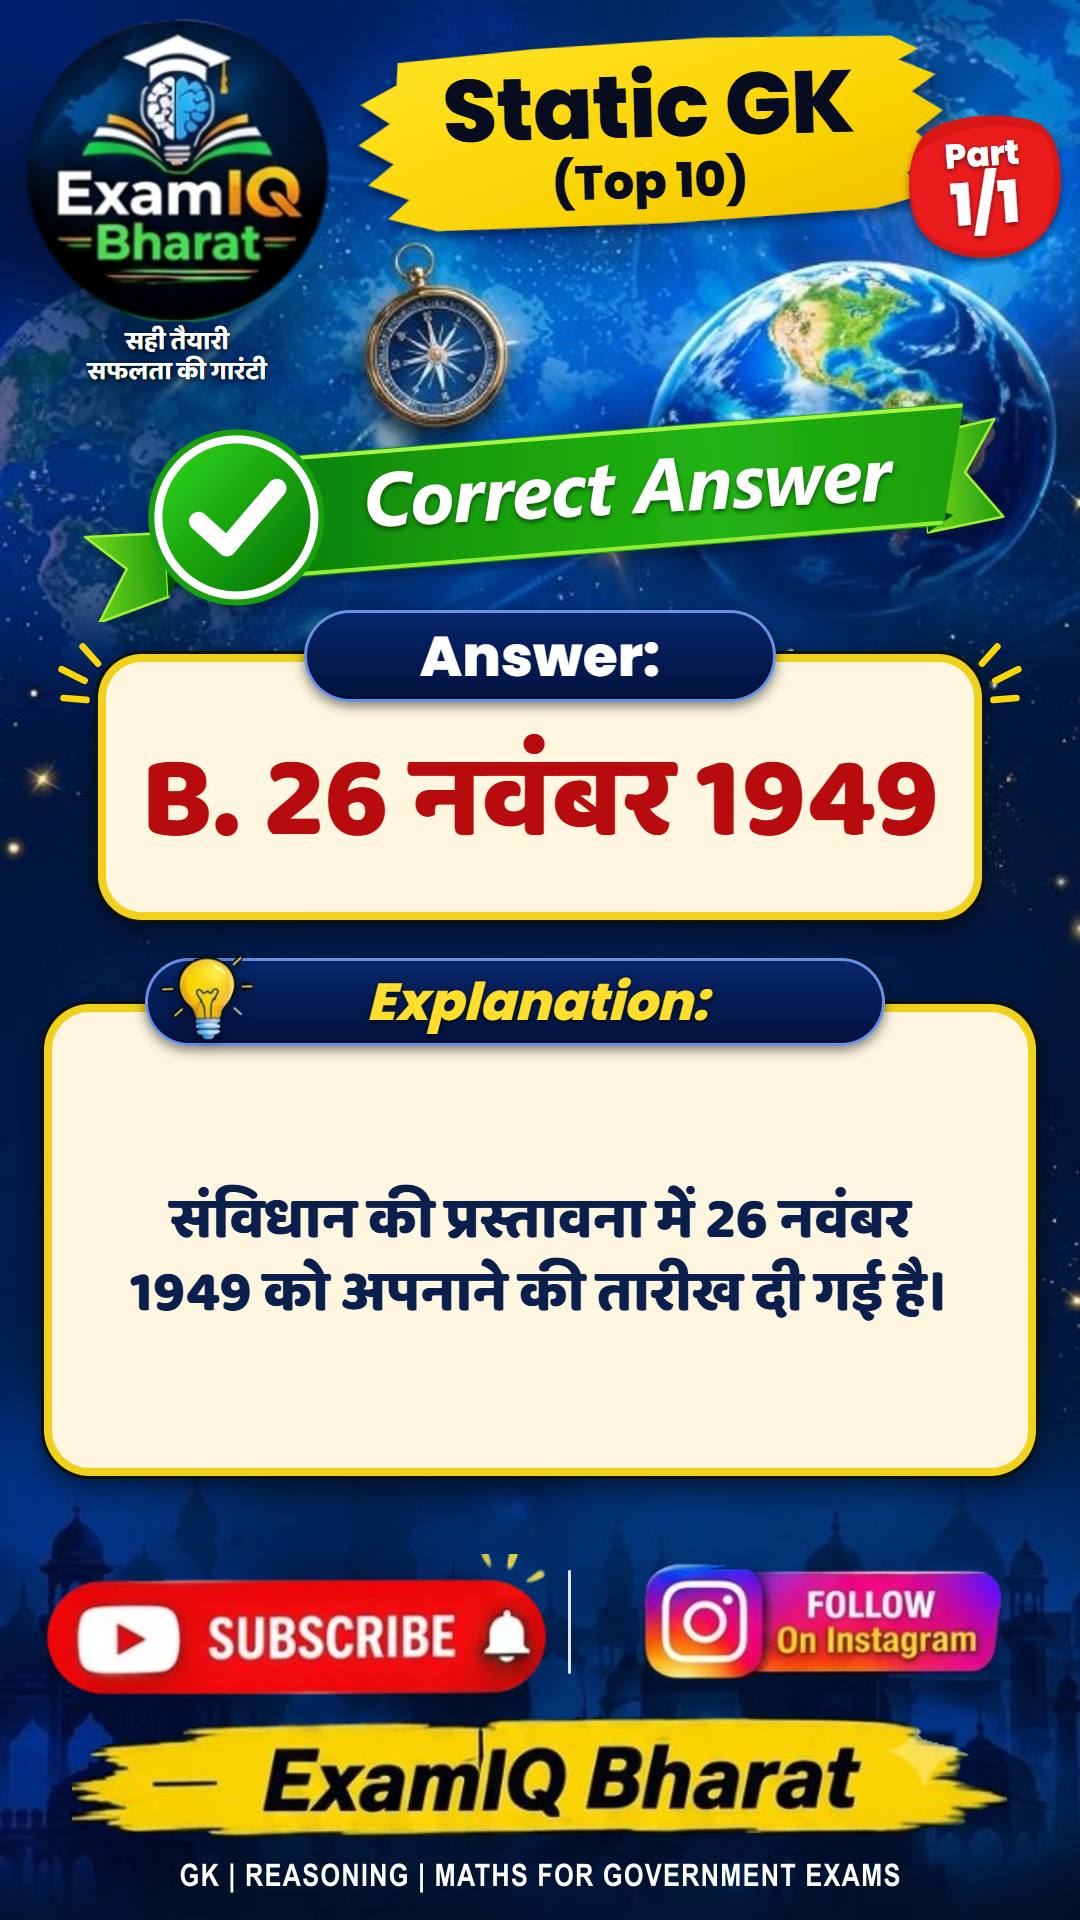 ExamIQ
Bharat
सही तैयारी
सफलता की गारंटी
Static GK
(Top 10)
Part
1/1
Correct Answer
Answer:
B. 26 नवंबर 1949
Explanation:
संविधान की प्रस्तावना में 26 नवंबर
1949 को अपनाने की तारीख दी गई है।
SUBSCRIBE
FOLLOW
On Instagram
ExamIQ Bharat
GK | REASONING | MATHS FOR GOVERNMENT EXAMS